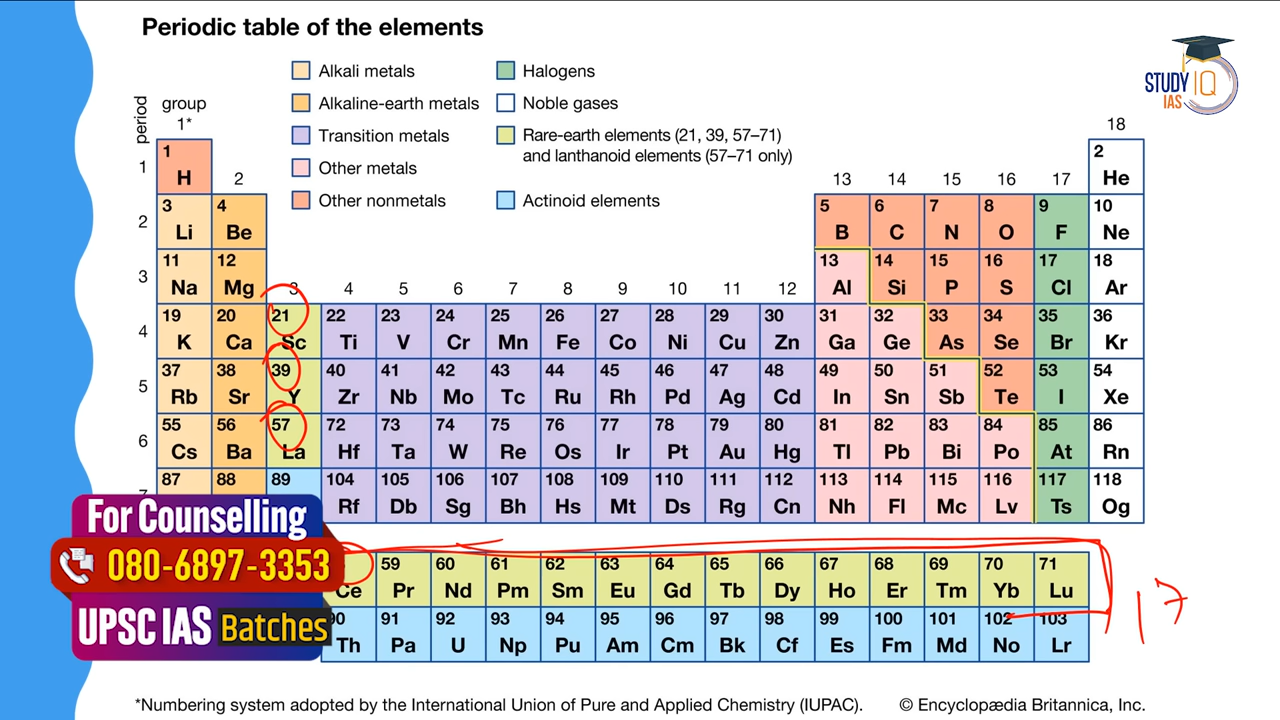 Periodic table of the elements
STUDY IQ
IAS
Alkali metals
Alkaline-earth metals
Transition metals
Other metals
Other nonmetals
Halogens
Noble gases
Rare-earth elements (21, 39, 57–71)
and lanthanoid elements (57–71 only)
Actinoid elements
period
group
1* 2 3 4 5 6 7 8 9 10 11 12 13 14 15 16 17 18
1
1 2
H He
2
3 4 5 6 7 8 9 10
Li Be B C N O F Ne
3
11 12 13 14 15 16 17 18
Na Mg Al Si P S Cl Ar
4
19 20 21 22 23 24 25 26 27 28 29 30 31 32 33 34 35 36
K Ca Sc Ti V Cr Mn Fe Co Ni Cu Zn Ga Ge As Se Br Kr
5
37 38 39 40 41 42 43 44 45 46 47 48 49 50 51 52 53 54
Rb Sr Y Zr Nb Mo Tc Ru Rh Pd Ag Cd In Sn Sb Te I Xe
6
55 56 57 72 73 74 75 76 77 78 79 80 81 82 83 84 85 86
Cs Ba La Hf Ta W Re Os Ir Pt Au Hg Tl Pb Bi Po At Rn
87 88 89 104 105 106 107 108 109 110 111 112 113 114 115 116 117 118
Rf Db Sg Bh Hs Mt Ds Rg Cn Nh Fl Mc Lv Ts Og
59 60 61 62 63 64 65 66 67 68 69 70 71
Ce Pr Nd Pm Sm Eu Gd Tb Dy Ho Er Tm Yb Lu
90 91 92 93 94 95 96 97 98 99 100 101 102 103
Th Pa U Np Pu Am Cm Bk Cf Es Fm Md No Lr
17
For Counselling
080-6897-3353
UPSC IAS Batches
*Numbering system adopted by the International Union of Pure and Applied Chemistry (IUPAC).
© Encyclopædia Britannica, Inc.